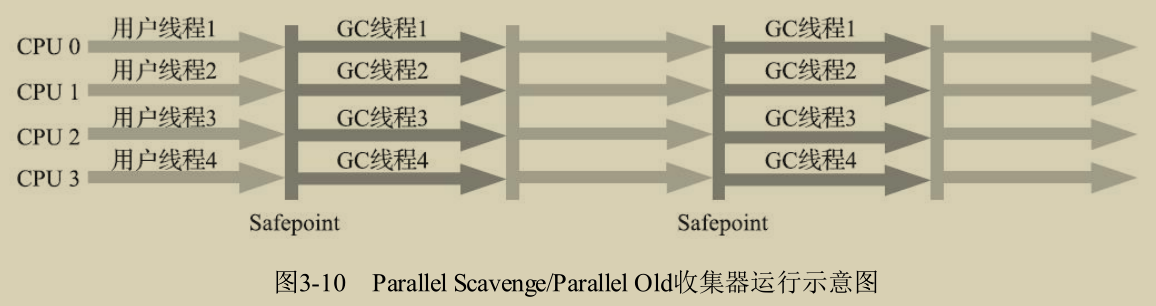 CPU 0 用户线程1 GC线程1 GC线程1
CPU 1 用户线程2 GC线程2 GC线程2
CPU 2 用户线程3 GC线程3 GC线程3
CPU 3 用户线程4 GC线程4 GC线程4
Safepoint Safepoint
图3-10 Parallel Scavenge/Parallel Old收集器运行示意图